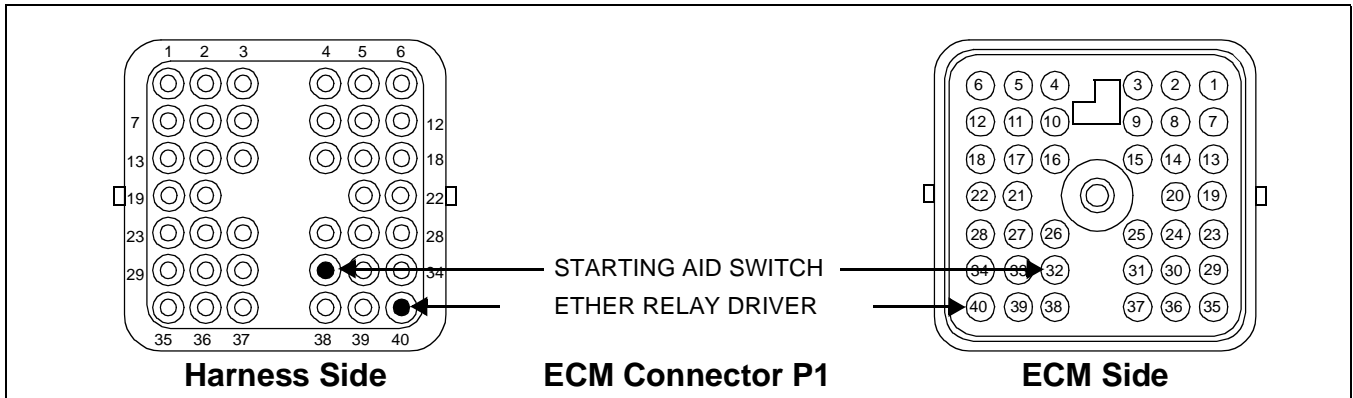 1 2 3 4 5 6
7 12
13 18
19 22
23 28
29 34
35 36 37 38 39 40
6 5 4 3 2 1
12 11 10 9 8 7
18 17 16 15 14 13
22 21 20 19
28 27 26 25 24 23
34 33 32 31 30 29
40 39 38 37 36 35
STARTING AID SWITCH
ETHER RELAY DRIVER
Harness Side
ECM Connector P1
ECM Side